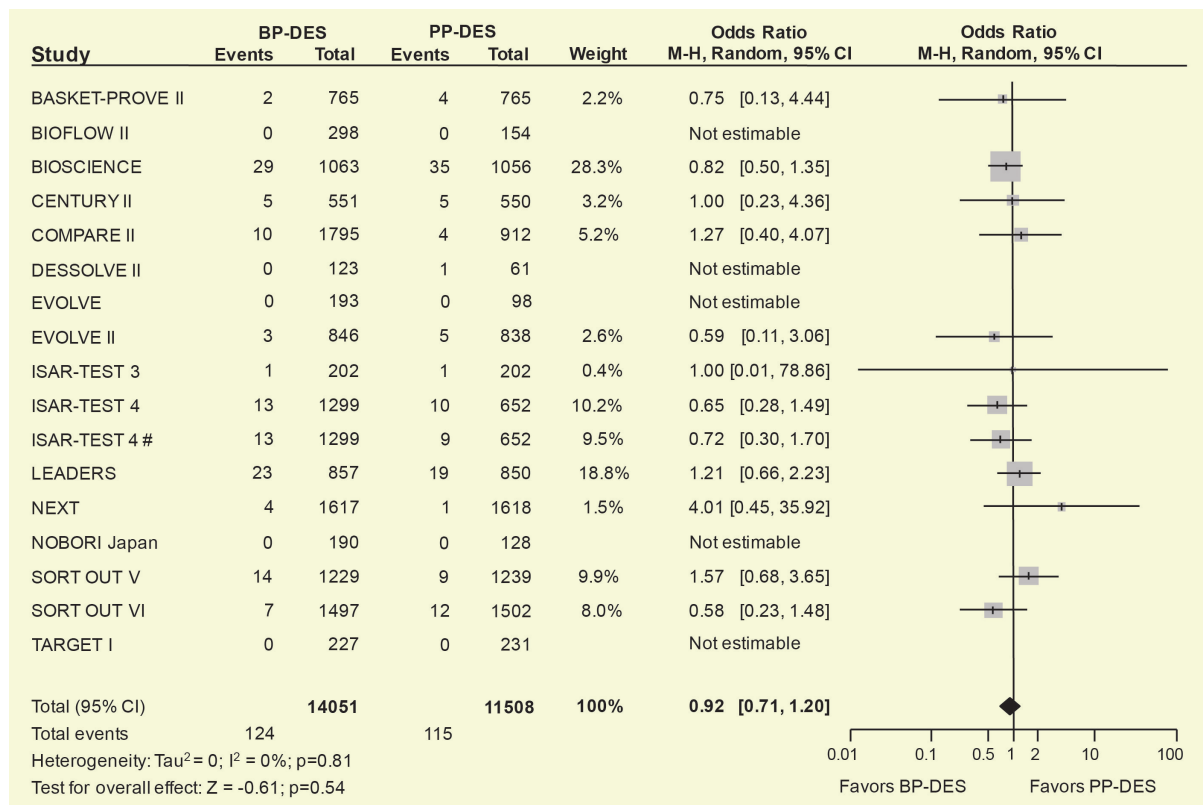 BP-DES PP-DES Odds Ratio Odds Ratio
Study Events Total Events Total Weight M-H, Random, 95% CI M-H, Random, 95% CI
BASKET-PROVE II 2 765 4 765 2.2% 0.75 [0.13, 4.44]
BIOFLOW II 0 298 0 154 Not estimable
BIOSCIENCE 29 1063 35 1056 28.3% 0.82 [0.50, 1.35]
CENTURY II 5 551 5 550 3.2% 1.00 [0.23, 4.36]
COMPARE II 10 1795 4 912 5.2% 1.27 [0.40, 4.07]
DESSOLVE II 0 123 1 61 Not estimable
EVOLVE 0 193 0 98 Not estimable
EVOLVE II 3 846 5 838 2.6% 0.59 [0.11, 3.06]
ISAR-TEST 3 1 202 1 202 0.4% 1.00 [0.01, 78.86]
ISAR-TEST 4 13 1299 10 652 10.2% 0.65 [0.28, 1.49]
ISAR-TEST 4 # 13 1299 9 652 9.5% 0.72 [0.30, 1.70]
LEADERS 23 857 19 850 18.8% 1.21 [0.66, 2.23]
NEXT 4 1617 1 1618 1.5% 4.01 [0.45, 35.92]
NOBORI Japan 0 190 0 128 Not estimable
SORT OUT V 14 1229 9 1239 9.9% 1.57 [0.68, 3.65]
SORT OUT VI 7 1497 12 1502 8.0% 0.58 [0.23, 1.48]
TARGET I 0 227 0 231 Not estimable
Total (95% CI) 14051 11508 100% 0.92 [0.71, 1.20]
Total events 124 115
Heterogeneity: Tau² = 0; I² = 0%; p=0.81
Test for overall effect: Z = -0.61; p=0.54
0.01 0.1 0.5 1 2 10 100
Favors BP-DES Favors PP-DES